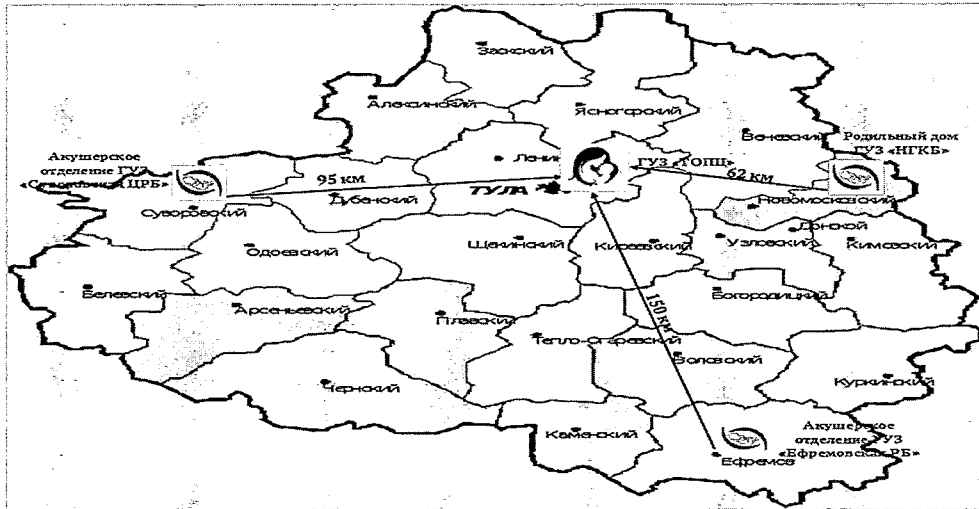 Заокский
Алексинский
Ясногорский
Веневский
Родильный дом
ГУЗ «НГКБ»
Акушерское
отделение ГУЗ
ЦРБ»
Ленин
ГУЗ «ТОПЦ»
95 км
62 км
ТУЛА
Суворовский
Дубенский
Новомосковский
Донской
Одоевский
Щекинский
Киреевский
Узловский
Кимовский
Белевский
Арсеньевский
Плавский
150 км
Богородицкий
Тепло-Огаревский
Воловский
Чернский
Куркинский
Каменский
Акушерское
отделение ГУЗ
«Ефремовская РБ»
Ефремов